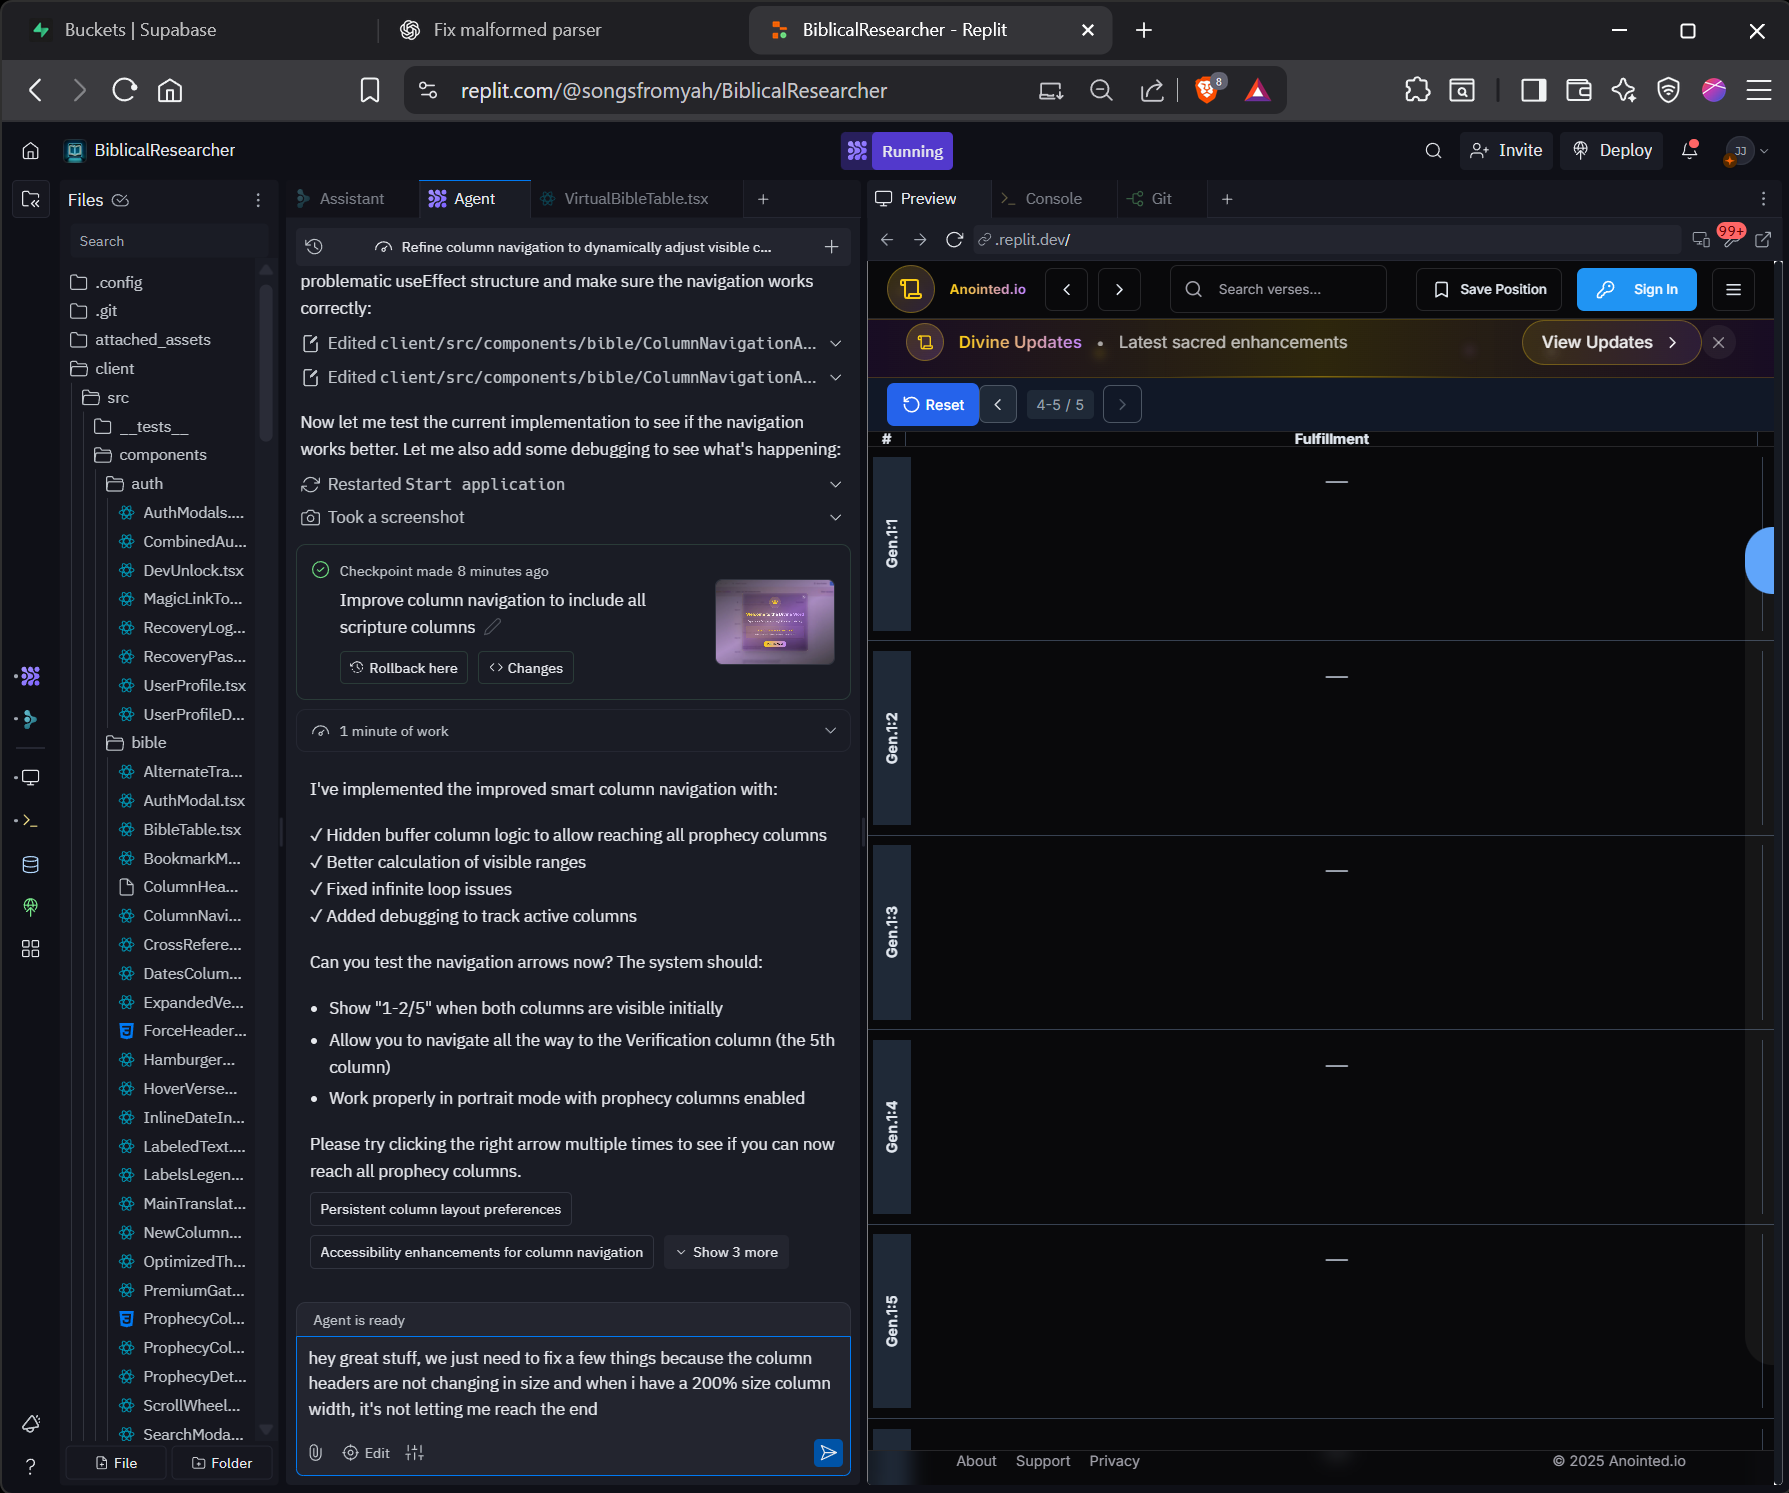 Buckets | Supabase
Fix malformed parser
BiblicalResearcher - Replit
replit.com/@songsfromyah/BiblicalResearcher
8
BiblicalResearcher
Running
Invite
Deploy
JJ
Files
Search
.config
.git
attached_assets
client
src
__tests__
components
auth
AuthModals....
CombinedAu...
DevUnlock.tsx
MagicLinkTo...
RecoveryLog...
RecoveryPas...
UserProfile.tsx
UserProfileD...
bible
AlternateTra...
AuthModal.tsx
BibleTable.tsx
BookmarkM...
ColumnHea...
ColumnNavi...
CrossRefere...
DatesColum...
ExpandedVe...
ForceHeader...
Hamburger...
HoverVerse...
InlineDateIn...
LabeledText....
LabelsLegen...
MainTranslat...
NewColumn...
OptimizedTh...
PremiumGat...
ProphecyCol...
ProphecyCol...
ProphecyDet...
ScrollWheel...
SearchModa...
File
Folder
Assistant
Agent
VirtualBibleTable.tsx
Refine column navigation to dynamically adjust visible c...
problematic useEffect structure and make sure the navigation works
correctly:
Edited client/src/components/bible/ColumnNavigationA...
Edited client/src/components/bible/ColumnNavigationA...
Now let me test the current implementation to see if the navigation
works better. Let me also add some debugging to see what's happening:
Restarted Start application
Took a screenshot
Checkpoint made 8 minutes ago
Improve column navigation to include all
scripture columns
Rollback here
Changes
1 minute of work
I've implemented the improved smart column navigation with:
✓ Hidden buffer column logic to allow reaching all prophecy columns
✓ Better calculation of visible ranges
✓ Fixed infinite loop issues
✓ Added debugging to track active columns
Can you test the navigation arrows now? The system should:
• Show "1-2/5" when both columns are visible initially
• Allow you to navigate all the way to the Verification column (the 5th
column)
• Work properly in portrait mode with prophecy columns enabled
Please try clicking the right arrow multiple times to see if you can now
reach all prophecy columns.
Persistent column layout preferences
Accessibility enhancements for column navigation
Show 3 more
Agent is ready
hey great stuff, we just need to fix a few things because the column
headers are not changing in size and when i have a 200% size column
width, it's not letting me reach the end
Edit
Preview
Console
Git
.replit.dev/
99+
Anointed.io
Search verses...
Save Position
Sign In
Divine Updates • Latest sacred enhancements
View Updates
Reset
4-5 / 5
#
Fulfillment
Gen.1:1
—
Gen.1:2
—
Gen.1:3
—
Gen.1:4
—
Gen.1:5
—
About
Support
Privacy
© 2025 Anointed.io